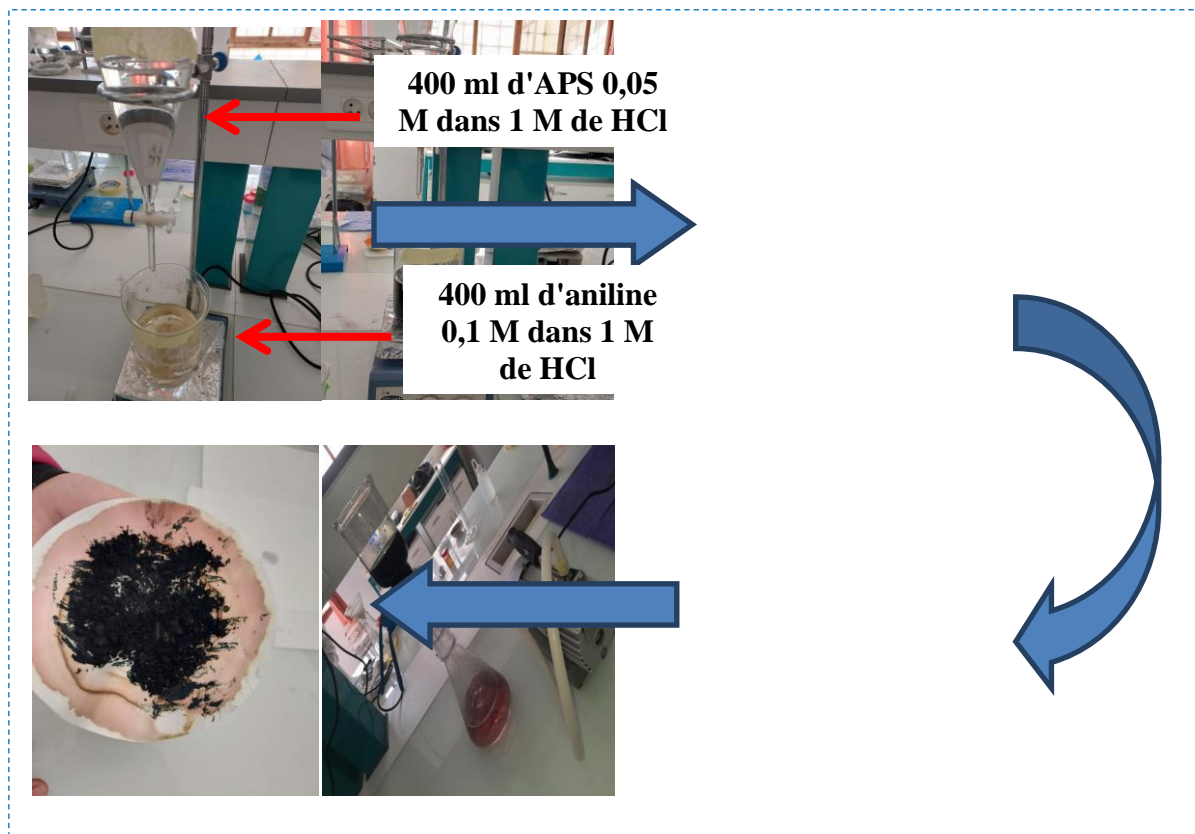 400 ml d'APS 0,05
M dans 1 M de HCl
400 ml d'aniline
0,1 M dans 1 M
de HCl